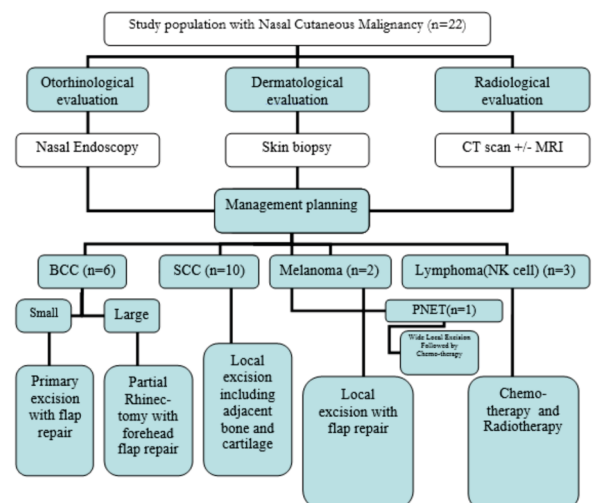 Study population with Nasal Cutaneous Malignancy (n=22)
Otorhinological
evaluation
Dermatological
evaluation
Radiological
evaluation
Nasal Endoscopy
Skin biopsy
CT scan +/- MRI
Management planning
BCC (n=6)
SCC (n=10)
Melanoma (n=2)
Lymphoma(NK cell) (n=3)
Small
Large
PNET(n=1)
Wide Local Excision
Followed by
Chemo-therapy
Primary
excision
with flap
repair
Partial
Rhinec-
tomy with
forehead
flap repair
Local
excision
including
adjacent
bone and
cartilage
Local
excision with
flap repair
Chemo-
therapy and
Radiotherapy